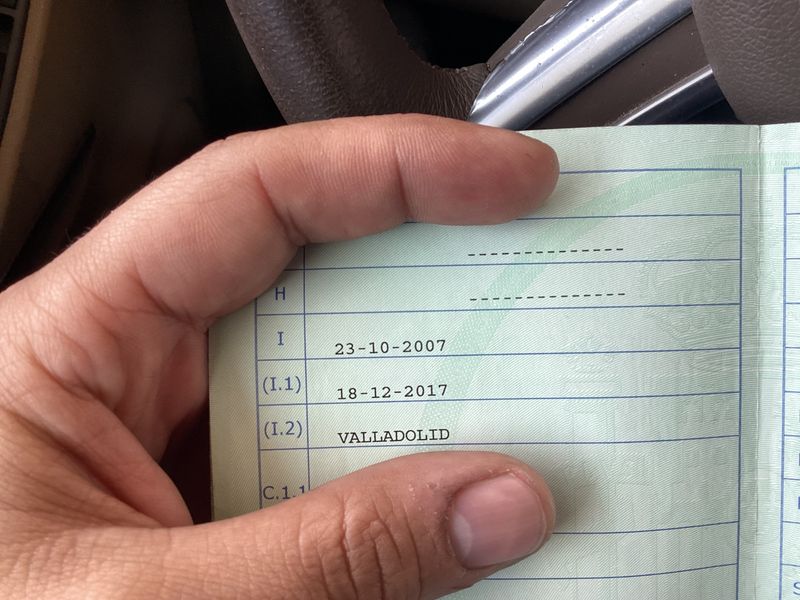 --------------
H --------------
I 23-10-2007
(I.1) 18-12-2017
(I.2) VALLADOLID
C.1.1